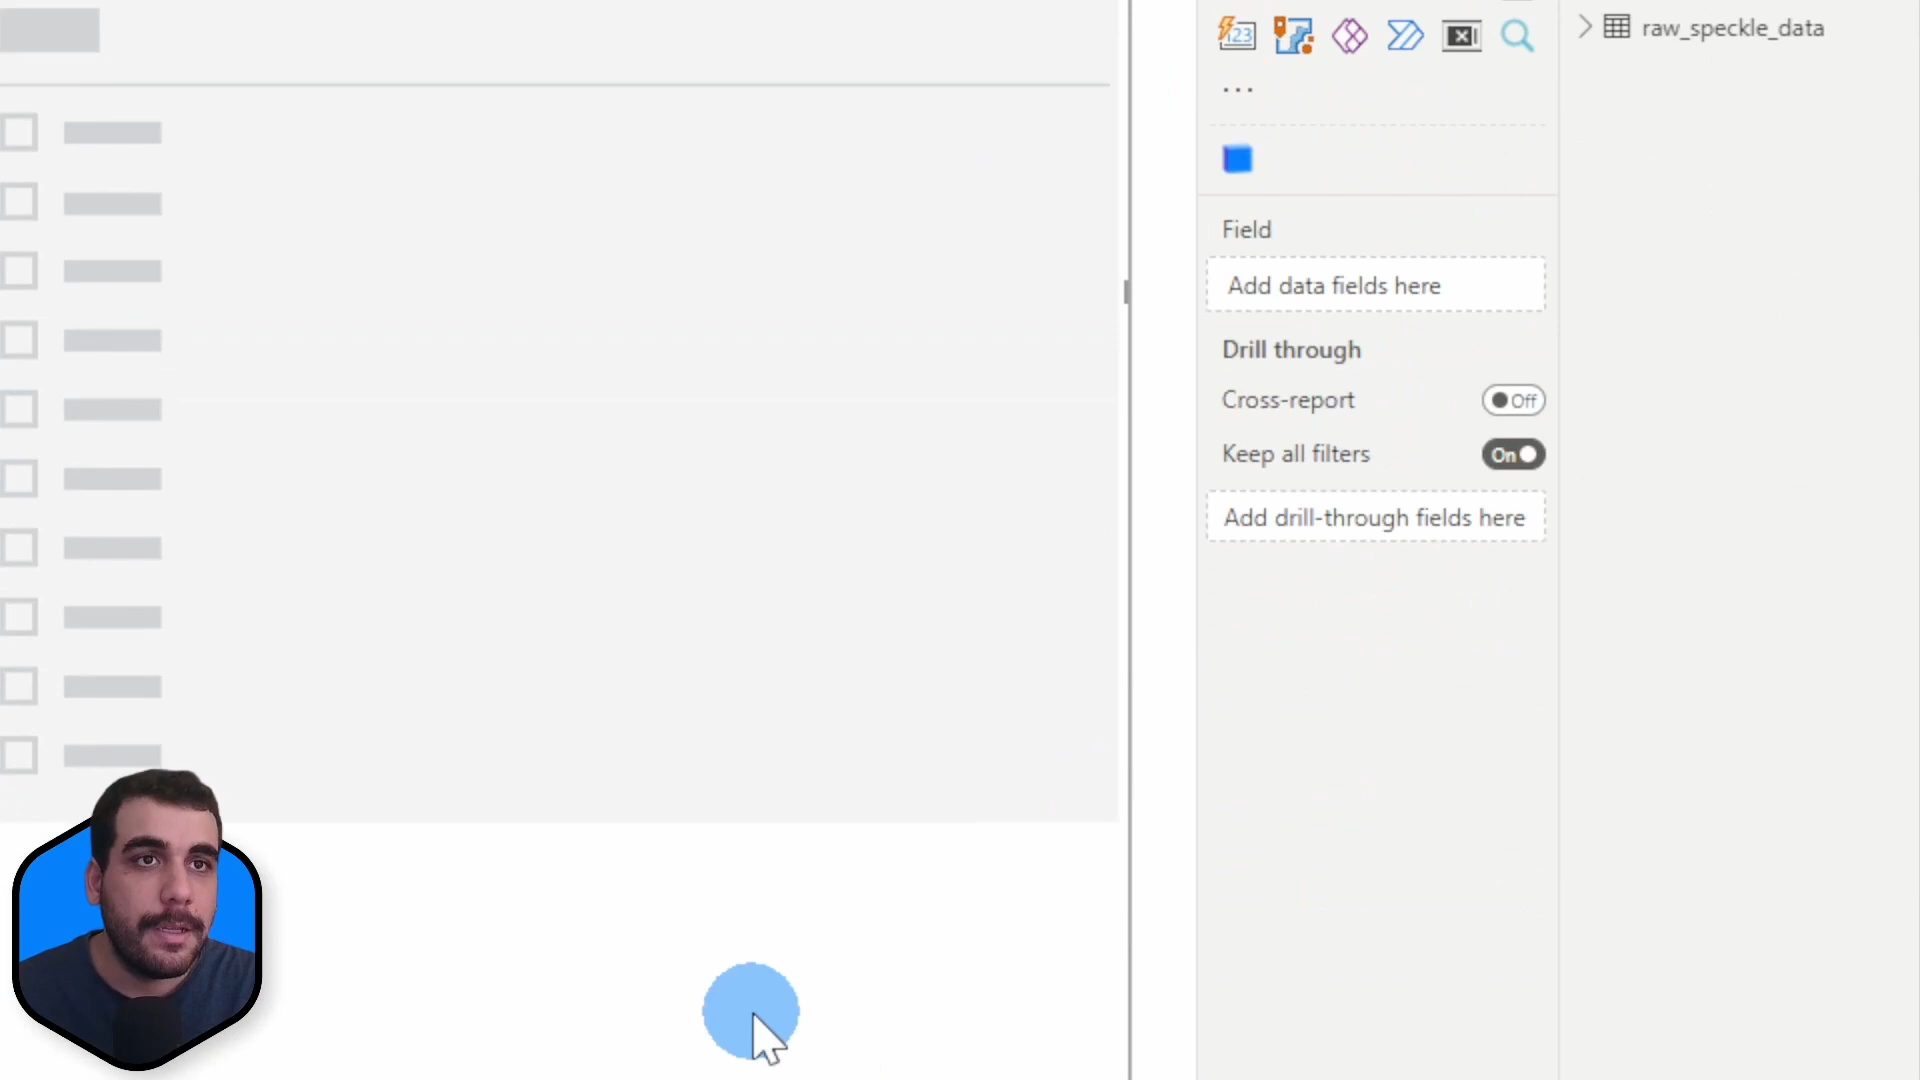 123
raw_speckle_data
...
Field
Add data fields here
Drill through
Cross-report
Off
Keep all filters
On
Add drill-through fields here